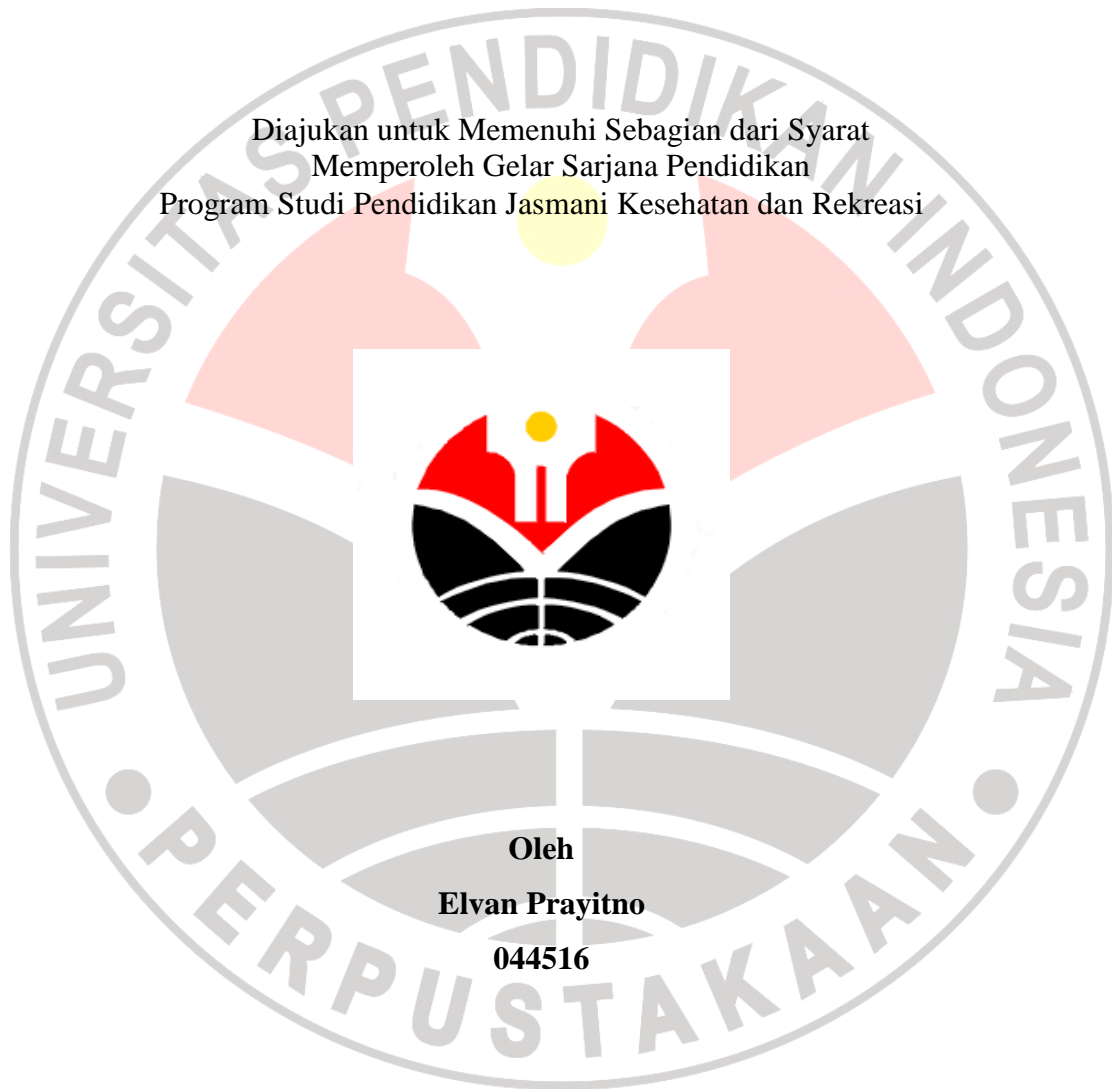 Diajukan untuk Memenuhi Sebagian dari Syarat
Memperoleh Gelar Sarjana Pendidikan
Program Studi Pendidikan Jasmani Kesehatan dan Rekreasi
UNIVERSITAS PENDIDIKAN INDONESIA
Oleh
Elvan Prayitno
044516
PERPUSTAKAAN